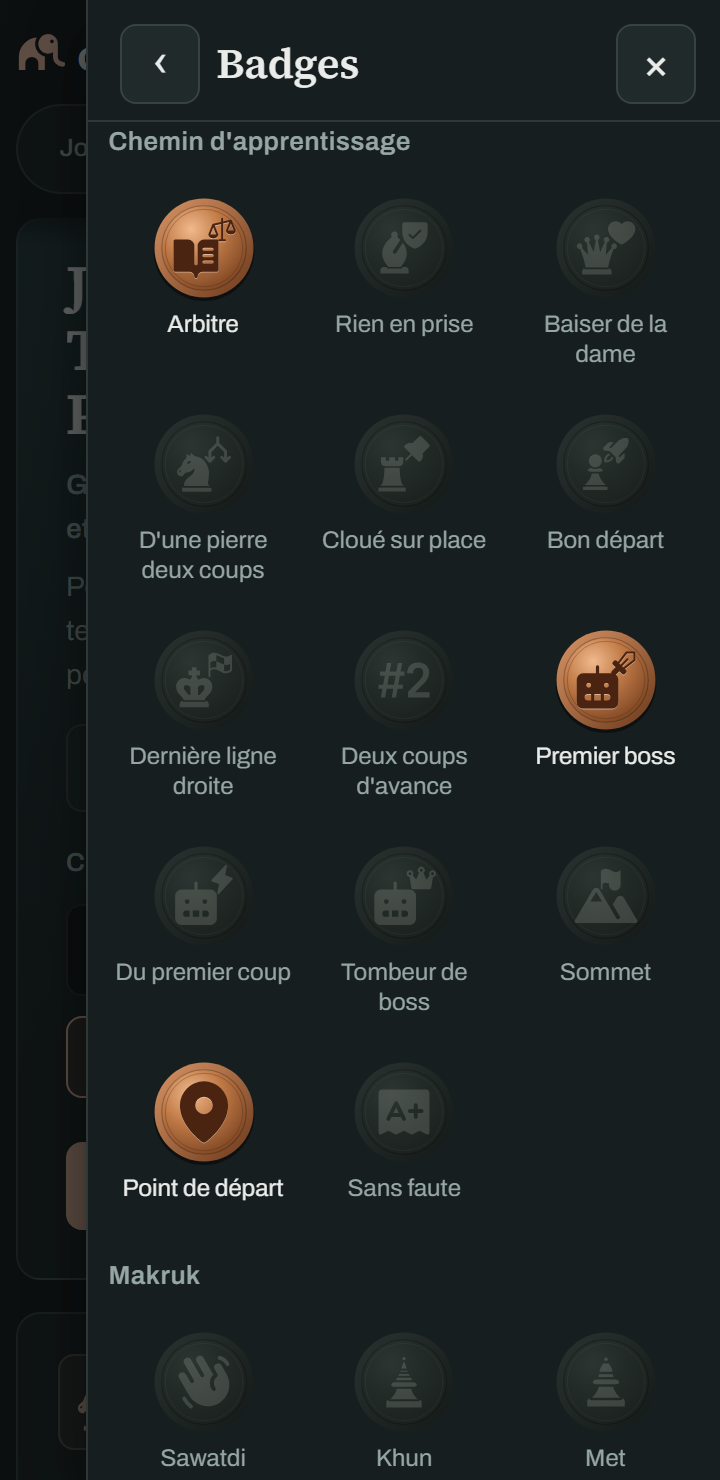 Badges
Chemin d'apprentissage
Arbitre
Rien en prise
Baiser de la
dame
D'une pierre
deux coups
Cloué sur place
Bon départ
Dernière ligne
droite
#2
Deux coups
d'avance
Premier boss
Du premier coup
Tombeur de
boss
Sommet
Point de départ
A+
Sans faute
Makruk
Sawatdi
Khun
Met